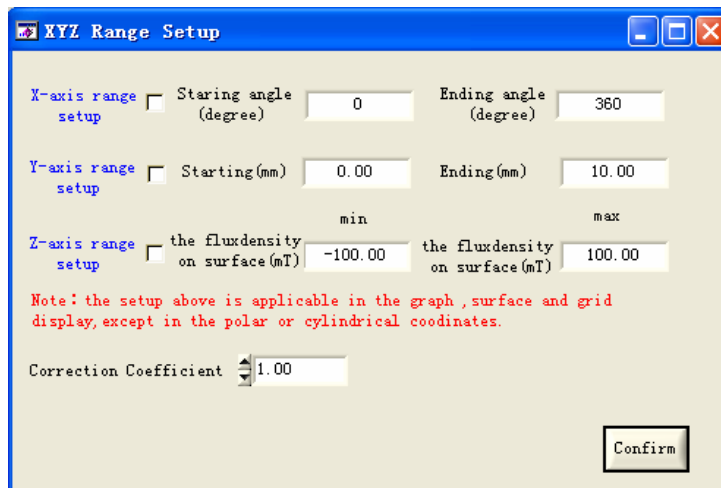 XYZ Range Setup
X-axis range setup
Staring angle (degree)
0
Ending angle (degree)
360
Y-axis range setup
Starting(mm)
0.00
Ending(mm)
10.00
min
max
Z-axis range setup
the fluxdensity on surface(mT)
-100.00
the fluxdensity on surface(mT)
100.00
Note: the setup above is applicable in the graph ,surface and grid
display,except in the polar or cylindrical coodinates.
Correction Coefficient
1.00
Confirm